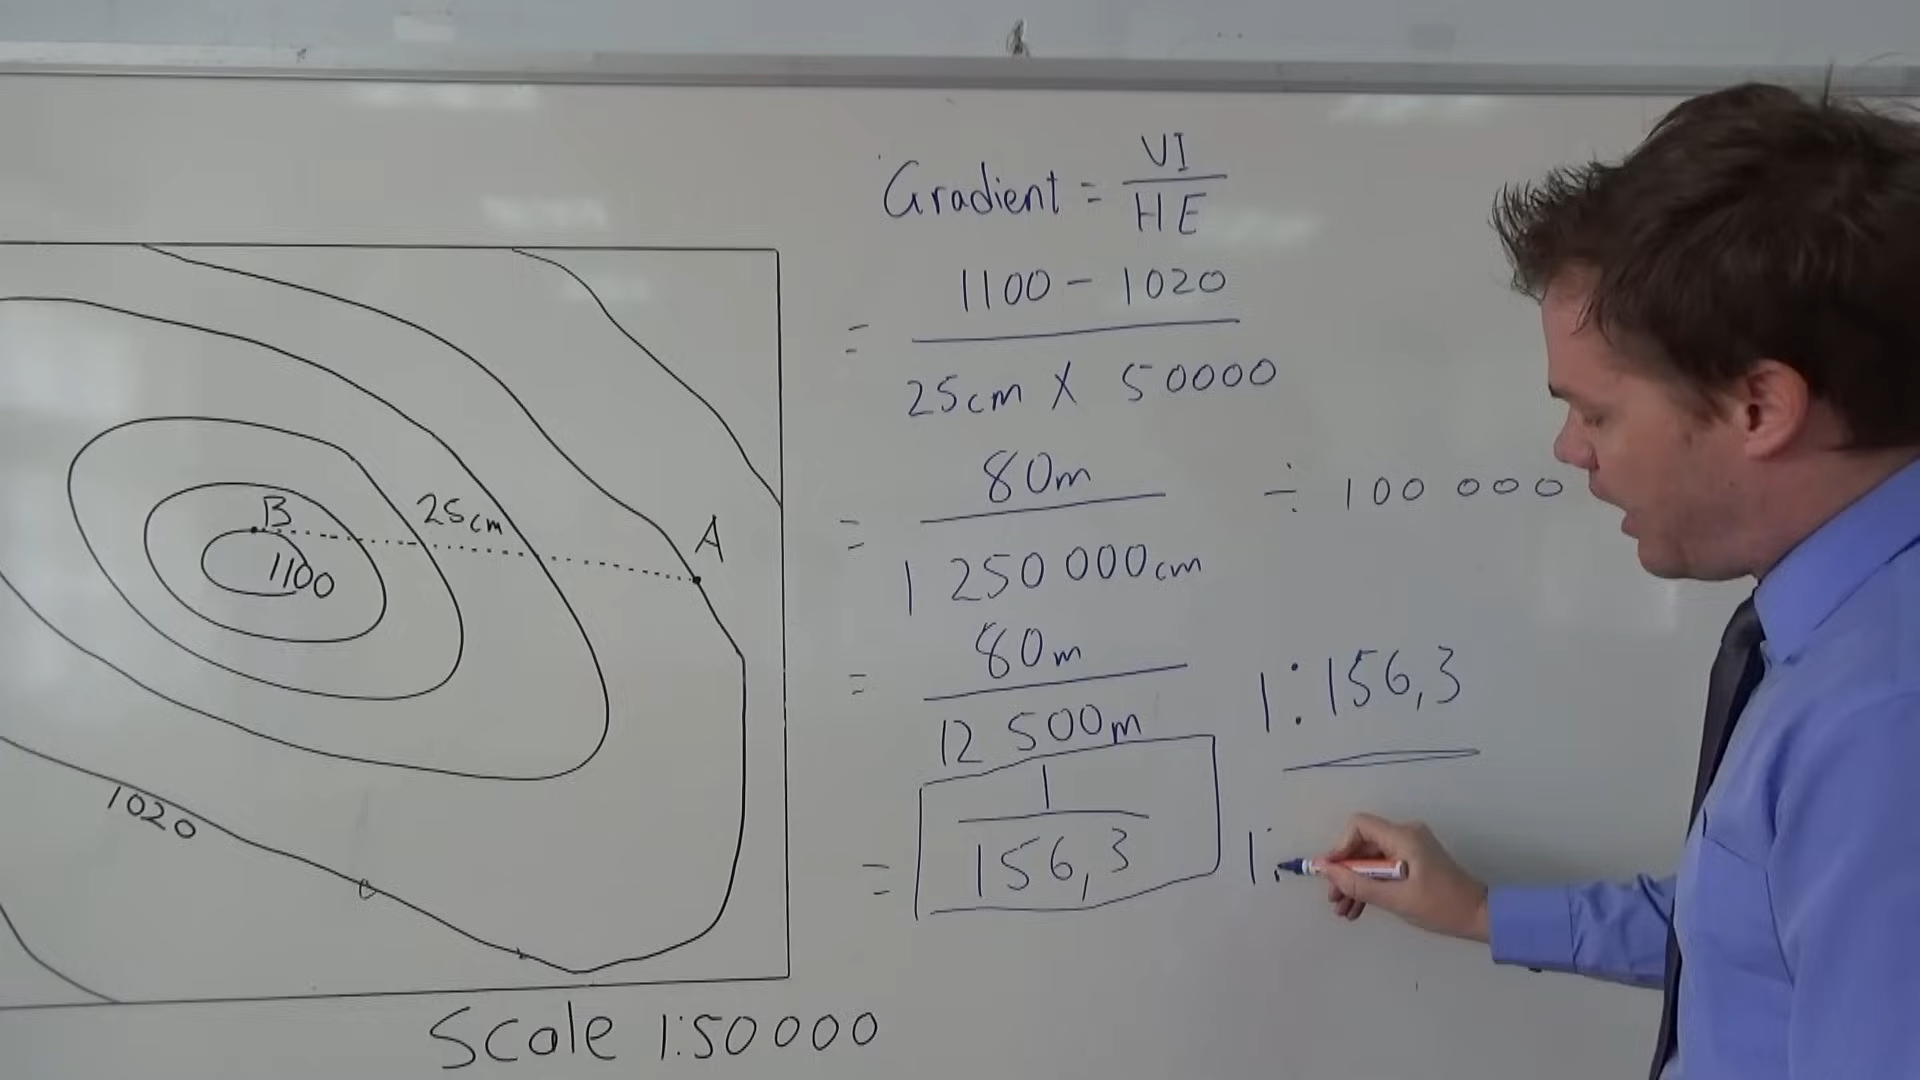 Gradient = VI
HE
= 1100 - 1020
25cm X 50000
= 80m
1 250 000cm
÷ 100 000
= 80m
12 500m
1:156,3
= 1
156,3
1:
B
25cm
A
1100
1020
Scale 1:50000